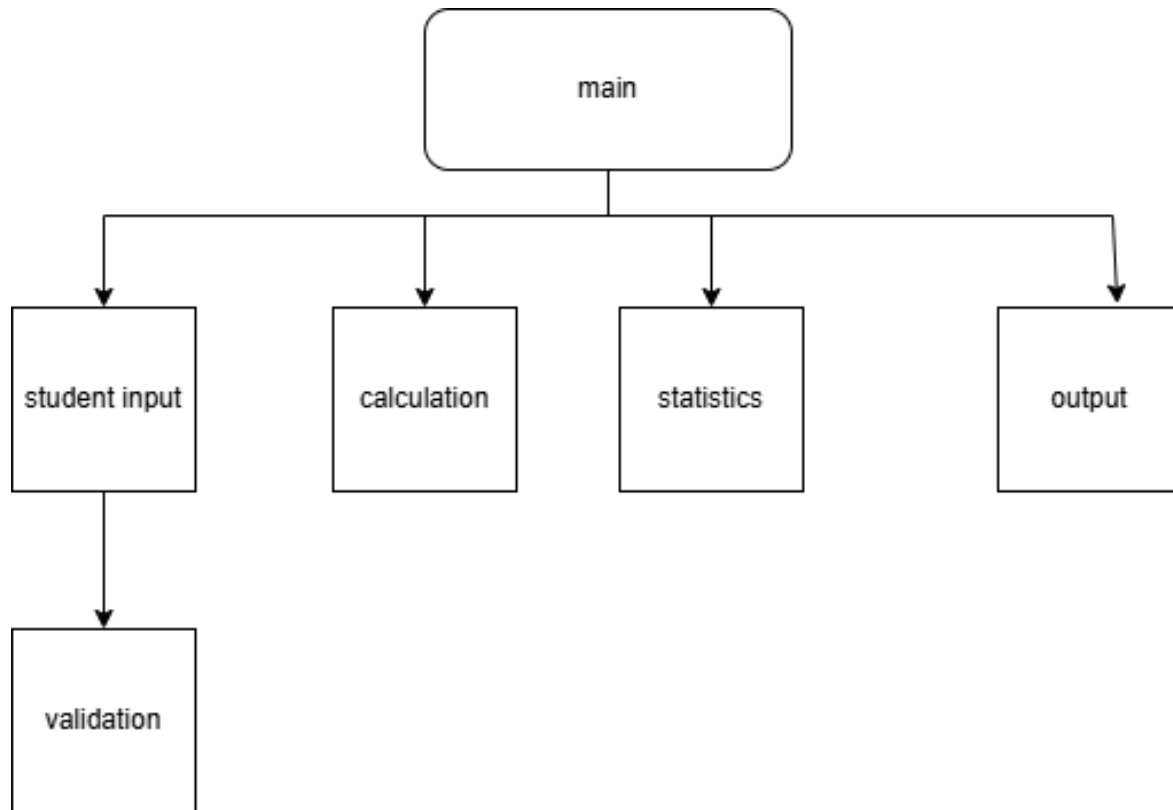 main
student input
calculation
statistics
output
validation